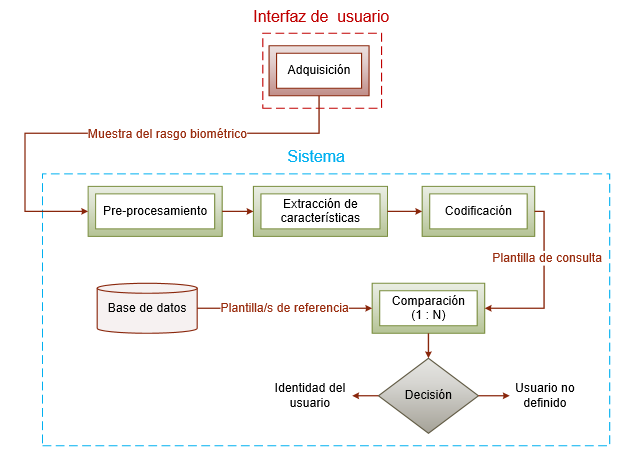 Interfaz de usuario
Adquisición
Muestra del rasgo biométrico
Sistema
Pre-procesamiento
Extracción de
características
Codificación
Plantilla de consulta
Base de datos
Plantilla/s de referencia
Comparación
(1 : N)
Decisión
Identidad del
usuario
Usuario no
definido